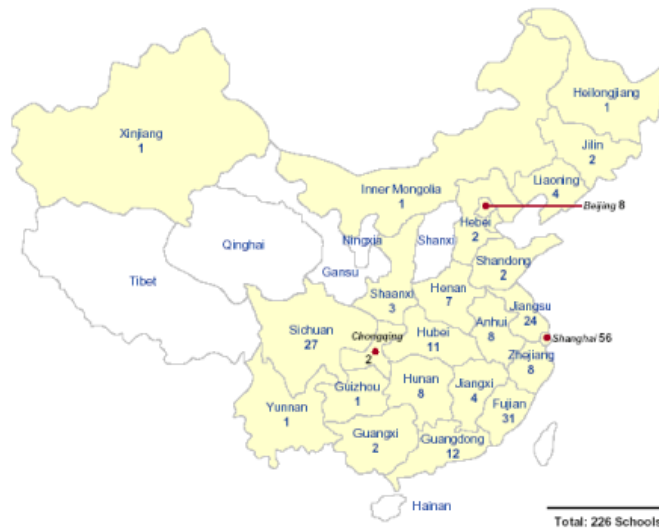 Heilongjiang
1
Xinjiang
1
Jilin
2
Liaoning
4
Inner Mongolia
1
Beijing 8
Hebei
2
Ningxia
Shanxi
Qinghai
Shandong
2
Gansu
Tibet
Shaanxi
3
Henan
7
Jiangsu
24
Sichuan
27
Chongqing
2
Hubei
11
Anhui
8
Shanghai 56
Zhejiang
8
Guizhou
1
Hunan
8
Jiangxi
4
Fujian
31
Yunnan
1
Guangxi
2
Guangdong
12
Hainan
Total: 226 Schools